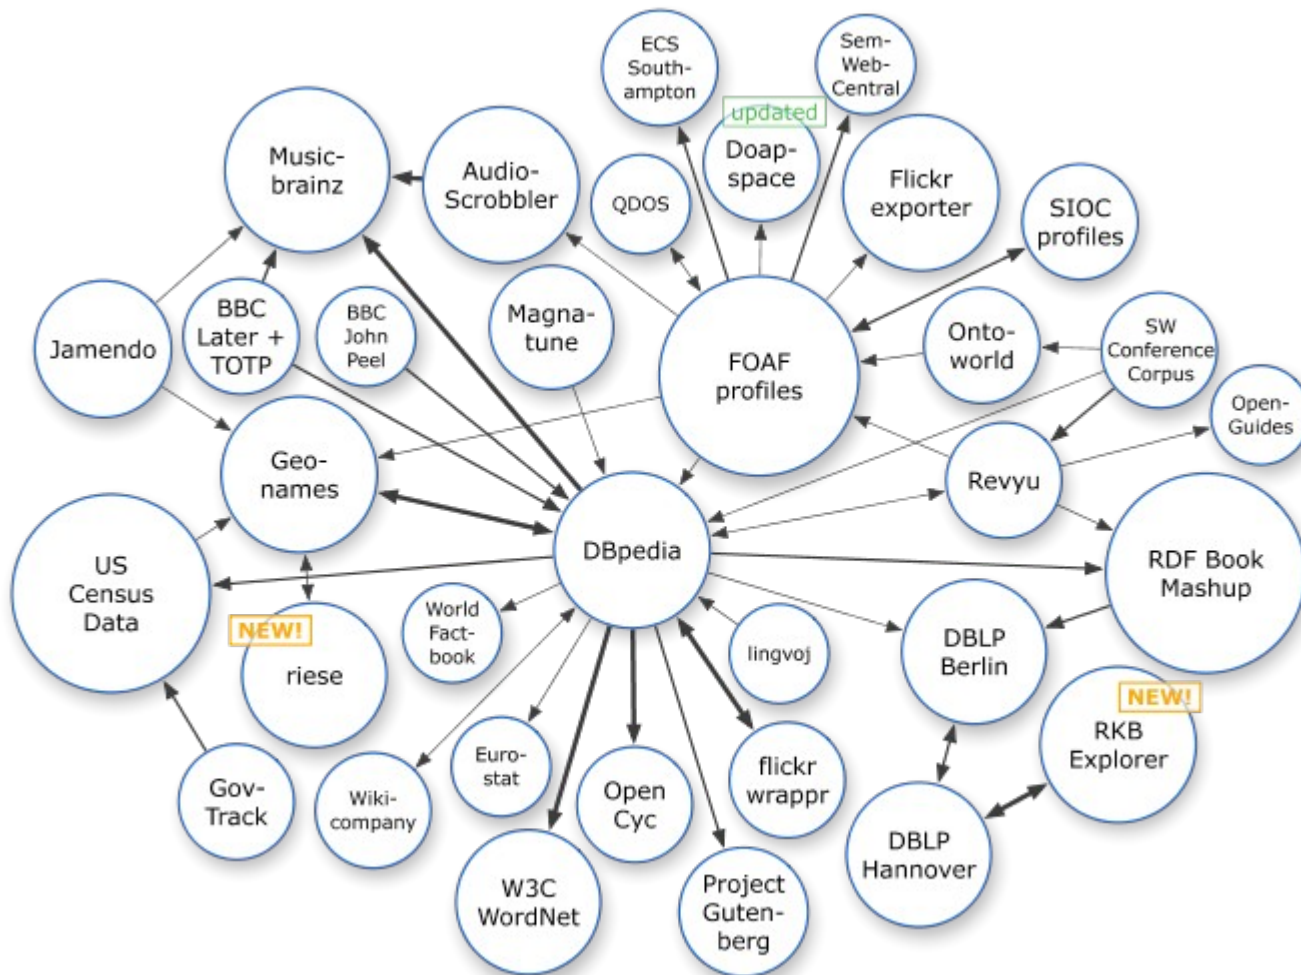 ECS
South-
ampton
Sem-
Web-
Central
updated
Doap-
space
Music-
brainz
Audio-
Scrobbler
QDOS
Flickr
exporter
SIOC
profiles
Jamendo
BBC
Later +
TOTP
BBC
John
Peel
Magna-
tune
FOAF
profiles
Onto-
world
SW
Conference
Corpus
Open-
Guides
Geo-
names
Revyu
US
Census
Data
DBpedia
RDF Book
Mashup
NEW!
riese
World
Fact-
book
lingvoj
DBLP
Berlin
NEW!
RKB
Explorer
Gov-
Track
Wiki-
company
Euro-
stat
Open
Cyc
flickr
wrappr
DBLP
Hannover
W3C
WordNet
Project
Guten-
berg